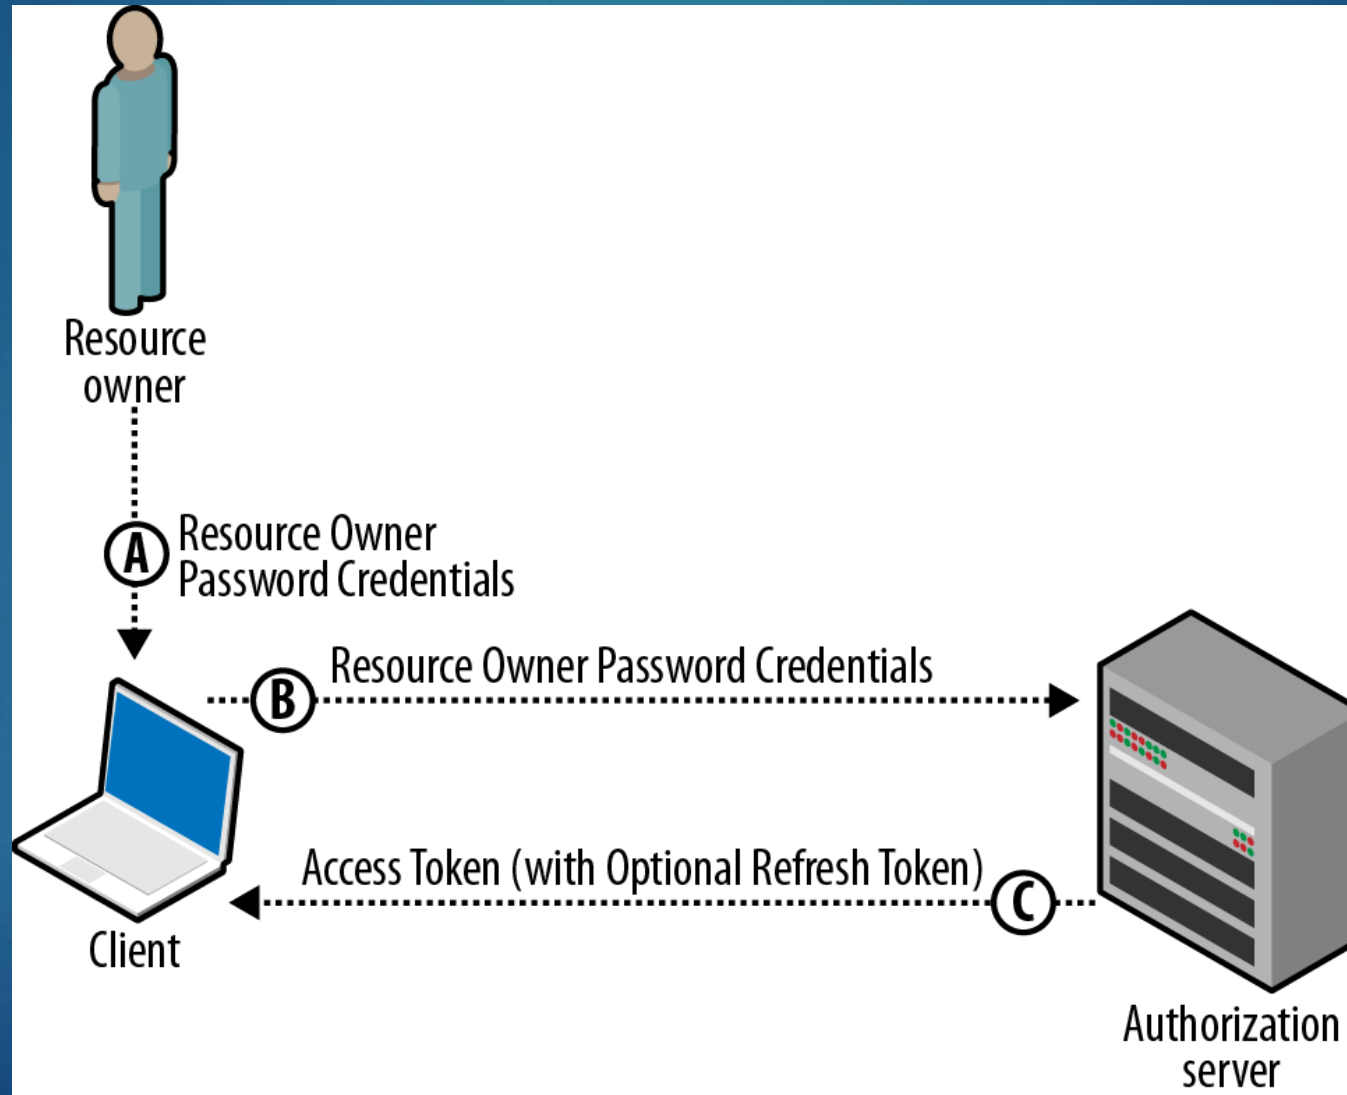 Resource
owner
A
Resource Owner
Password Credentials
B
Resource Owner Password Credentials
Access Token (with Optional Refresh Token)
C
Client
Authorization
server